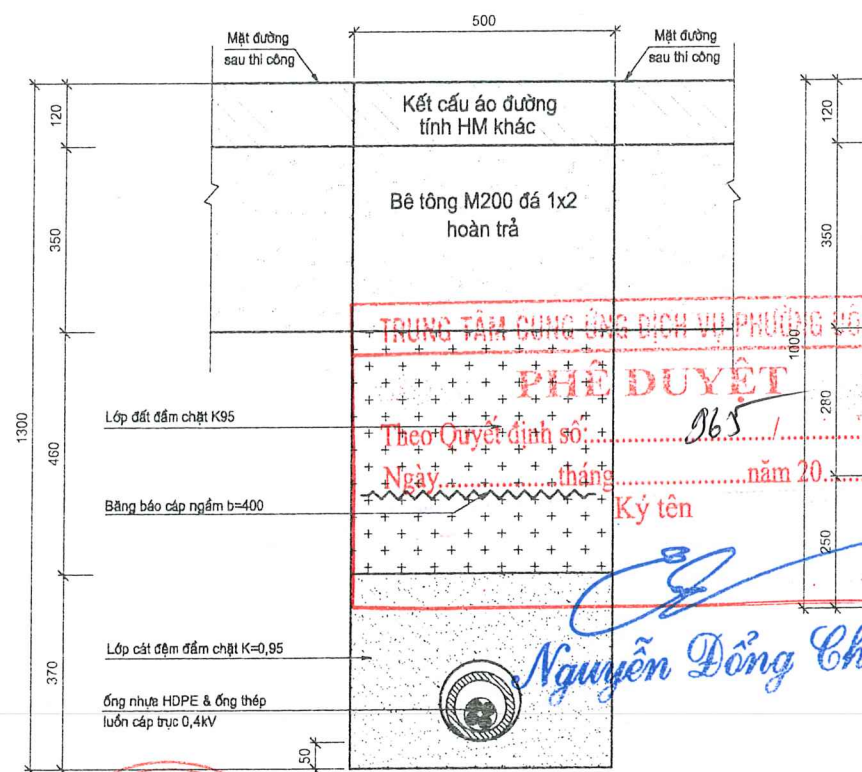 500
Mặt đường
sau thi công
Mặt đường
sau thi công
120
Kết cấu áo đường
tính HM khác
120
350
Bê tông M200 đá 1x2
hoàn trả
350
TRUNG TÂM CUNG ỨNG DỊCH VỤ PHƯỜNG
1000
PHÊ DUYỆT
280
Lớp đất đầm chặt K95
Theo Quyết định số:....................965........../............
1300
460
Ngày....................tháng........................năm 20......
Băng báo cáp ngầm b=400
Ký tên
250
Lớp cát đệm đầm chặt K=0,95
Nguyễn Đổng
370
ống nhựa HDPE & ống thép
luồn cáp trục 0,4kV
50